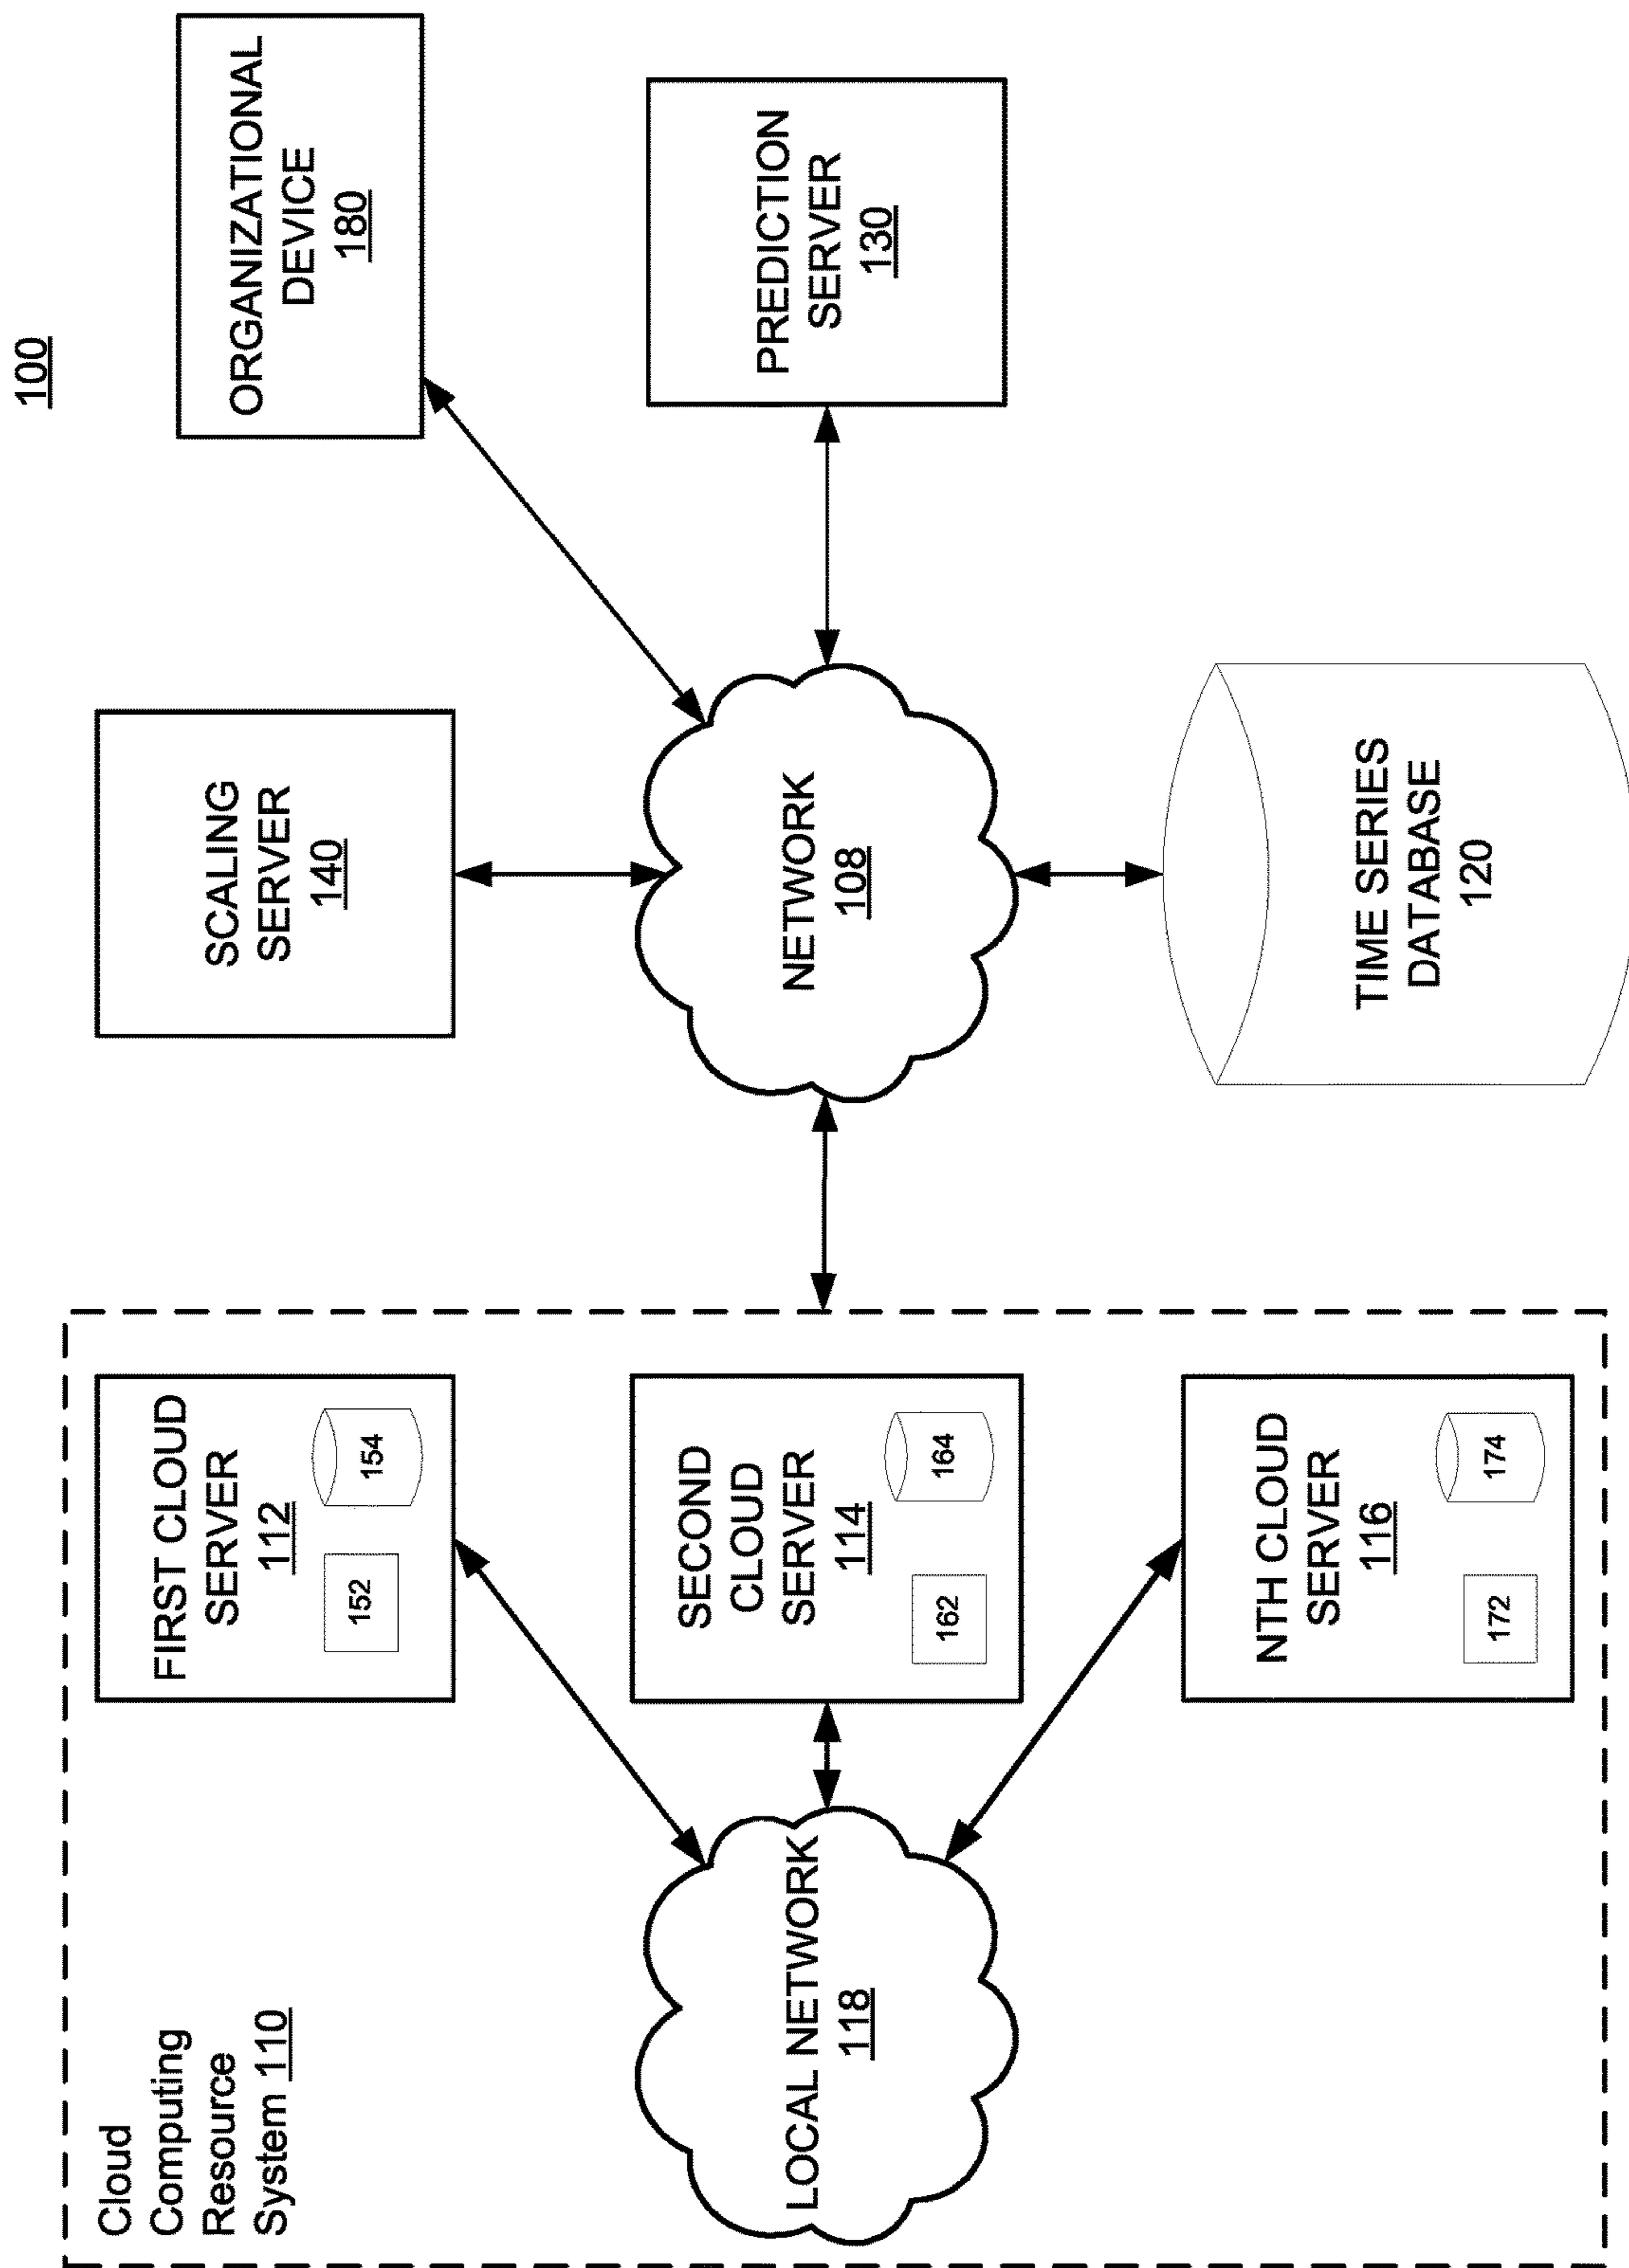 100
Cloud
Computing
Resource
System 110
FIRST CLOUD
SERVER
112
152
154
SCALING
SERVER
140
ORGANIZATIONAL
DEVICE
180
LOCAL NETWORK
118
SECOND
CLOUD
SERVER
114
162
164
NETWORK
108
PREDICTION
SERVER
130
NTH CLOUD
SERVER
116
172
174
TIME SERIES
DATABASE
120